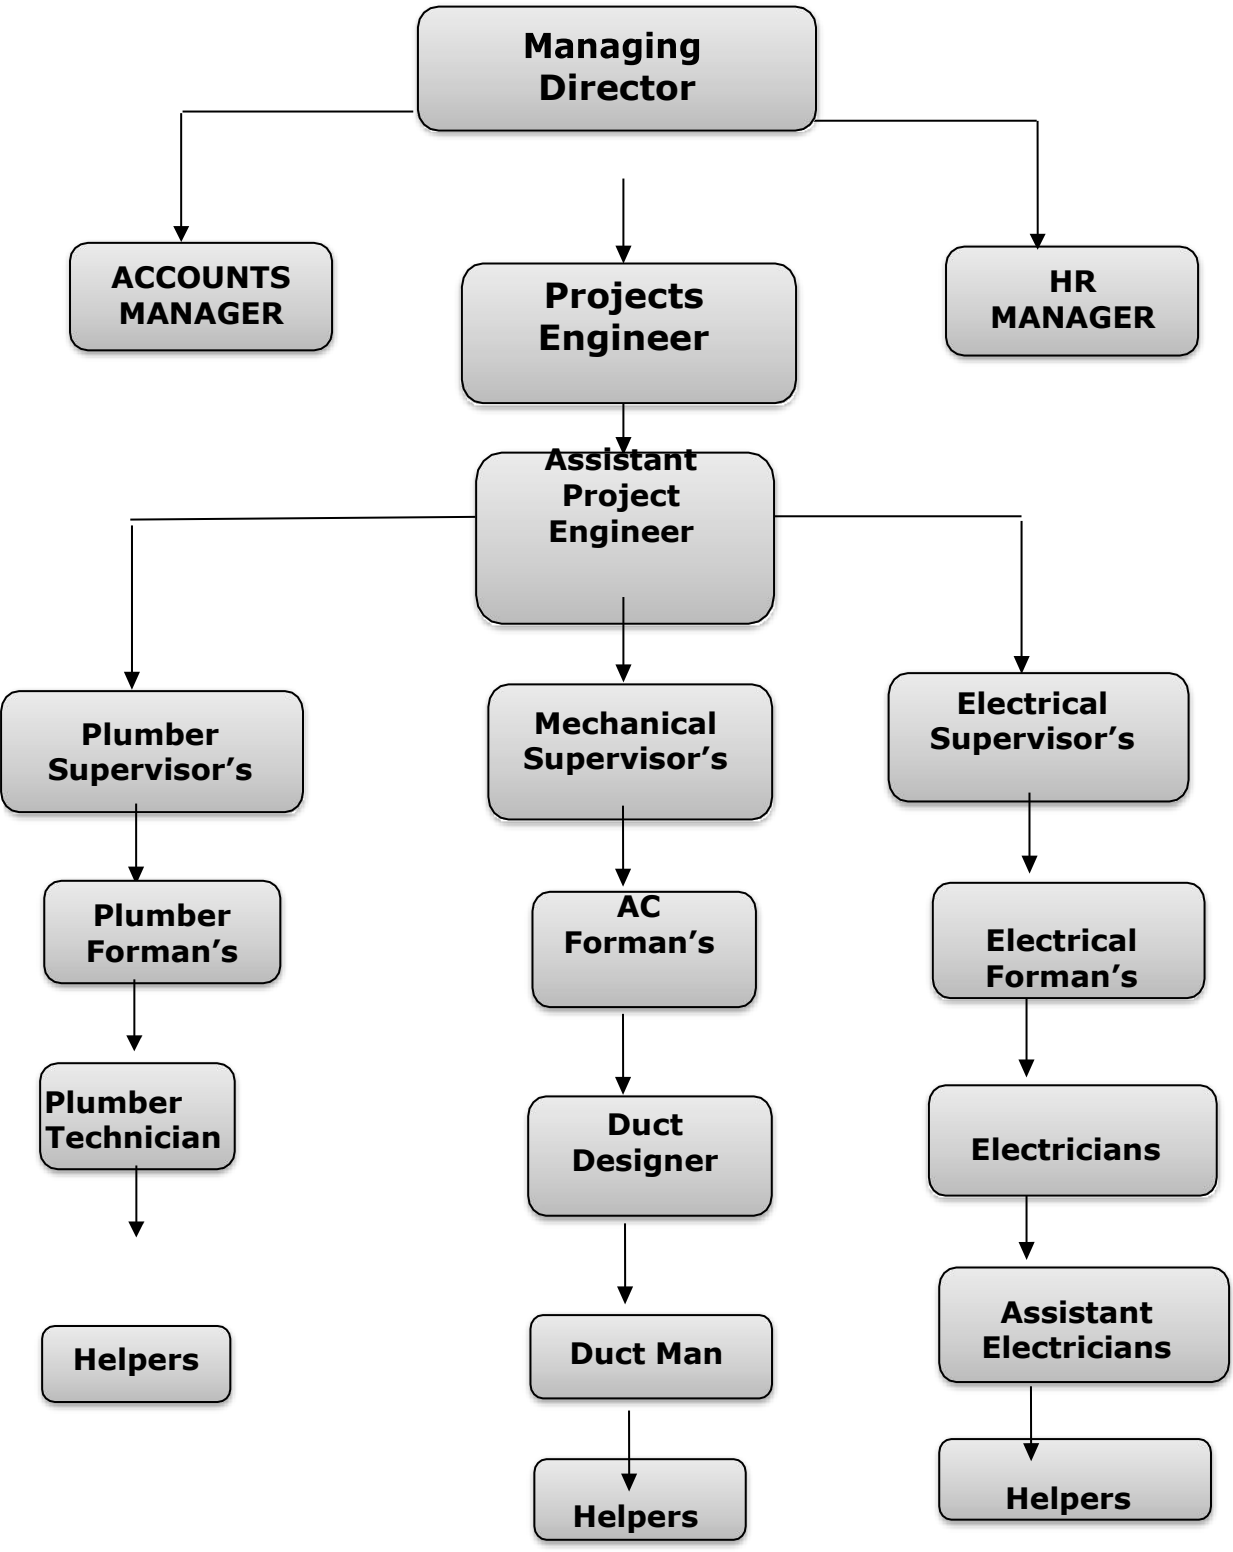 Managing
Director
ACCOUNTS
MANAGER
Projects
Engineer
HR
MANAGER
Assistant
Project
Engineer
Plumber
Supervisor’s
Mechanical
Supervisor’s
Electrical
Supervisor’s
Plumber
Forman’s
AC
Forman’s
Electrical
Forman’s
Plumber
Technician
Duct
Designer
Electricians
Helpers
Duct Man
Assistant
Electricians
Helpers
Helpers